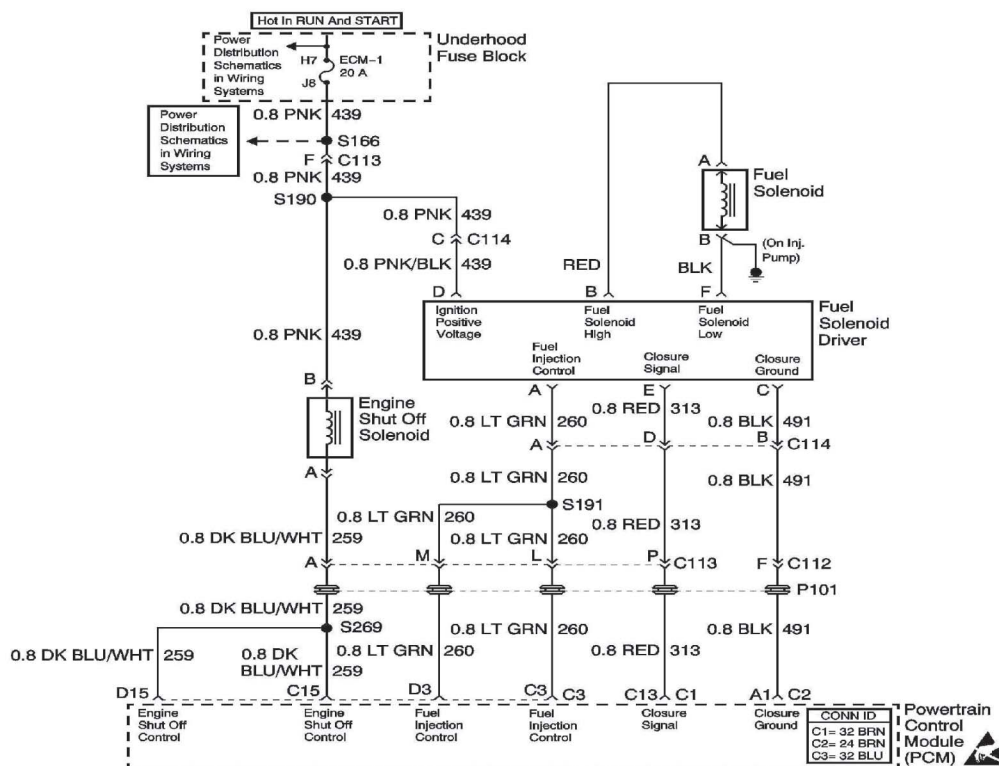 Hot In RUN And START
Power
Distribution
Schematics
in Wiring
Systems
H7
J8
ECM-1
20 A
Underhood
Fuse Block
0.8 PNK 439
Power
Distribution
Schematics
in Wiring
Systems
S166
F C113
0.8 PNK 439
S190
0.8 PNK 439
C C114
0.8 PNK/BLK 439
D
RED
B
A
Fuel
Solenoid
B
(On Inj.
Pump)
BLK
F
Ignition
Positive
Voltage
Fuel
Solenoid
High
Fuel
Solenoid
Low
Fuel
Solenoid
Driver
Fuel
Injection
Control
Closure
Signal
Closure
Ground
0.8 PNK 439
B
Engine
Shut Off
Solenoid
A
A E C
0.8 LT GRN 260
0.8 RED 313
0.8 BLK 491
A D B C114
0.8 LT GRN 260
0.8 BLK 491
S191
0.8 LT GRN 260
0.8 LT GRN 260
0.8 RED 313
0.8 DK BLU/WHT 259
A M L P C113 F C112
P101
0.8 DK BLU/WHT 259
S269
0.8 LT GRN 260
0.8 LT GRN 260
0.8 RED 313
0.8 BLK 491
0.8 DK BLU/WHT 259
0.8 DK
BLU/WHT 259
D15 C15 D3 C3 C3 C13 C1 A1 C2
Engine
Shut Off
Control
Engine
Shut Off
Control
Fuel
Injection
Control
Fuel
Injection
Control
Closure
Signal
Closure
Ground
CONN ID
C1= 32 BRN
C2= 24 BRN
C3= 32 BLU
Powertrain
Control
Module
(PCM)